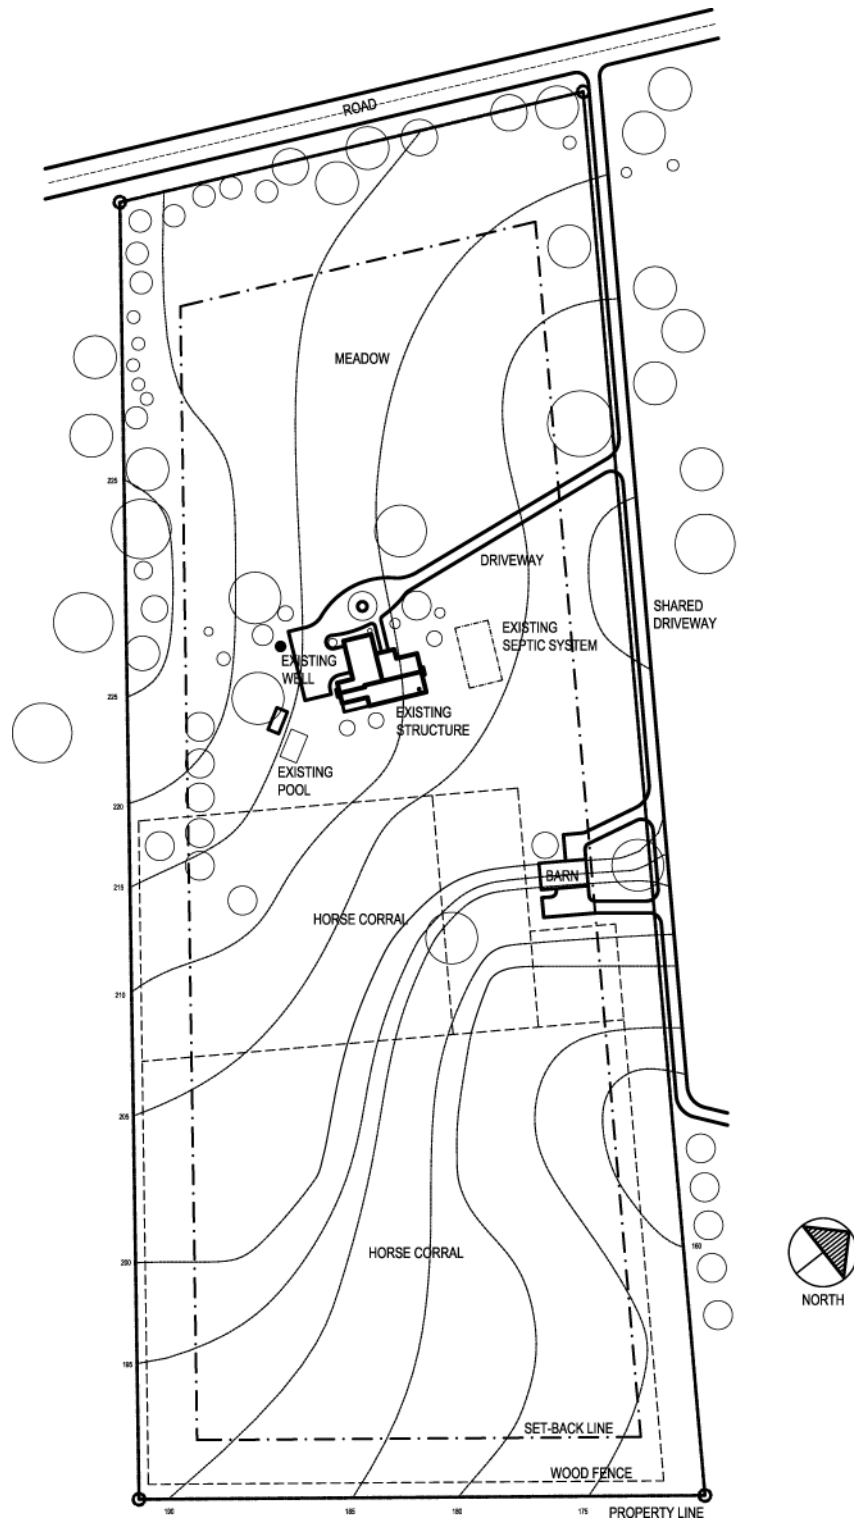 ROAD
MEADOW
225
DRIVEWAY
SHARED
DRIVEWAY
EXISTING
SEPTIC SYSTEM
EXISTING
WELL
225
EXISTING
STRUCTURE
EXISTING
POOL
220
BARN
215
HORSE CORRAL
210
205
160
200
HORSE CORRAL
NORTH
195
SET-BACK LINE
WOOD FENCE
190
185
180
175
PROPERTY LINE